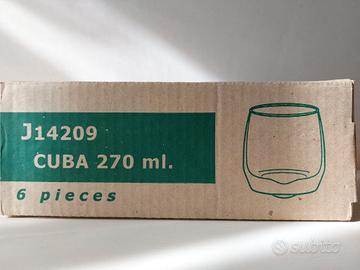 J14209
CUBA 270 ml.
6 pieces
subito